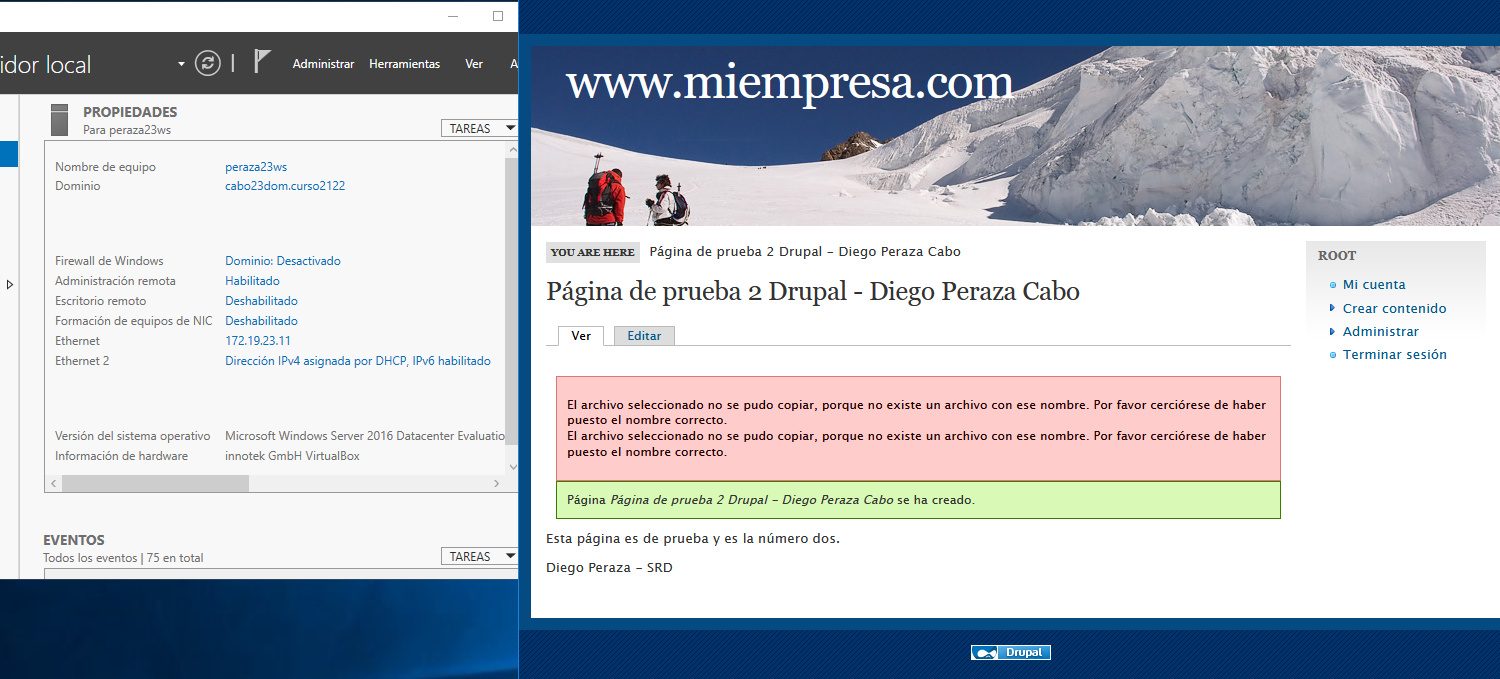 idor local
Administrar Herramientas Ver A
PROPIEDADES
Para peraza23ws
TAREAS
Nombre de equipo peraza23ws
Dominio cabo23dom.curso2122
Firewall de Windows Dominio: Desactivado
Administración remota Habilitado
Escritorio remoto Deshabilitado
Formación de equipos de NIC Deshabilitado
Ethernet 172.19.23.11
Ethernet 2 Dirección IPv4 asignada por DHCP, IPv6 habilitado
Versión del sistema operativo Microsoft Windows Server 2016 Datacenter Evaluatio
Información de hardware innotek GmbH VirtualBox
EVENTOS
Todos los eventos | 75 en total
TAREAS
www.miempresa.com
YOU ARE HERE Página de prueba 2 Drupal - Diego Peraza Cabo
Página de prueba 2 Drupal - Diego Peraza Cabo
Ver Editar
El archivo seleccionado no se pudo copiar, porque no existe un archivo con ese nombre. Por favor cerciórese de haber
puesto el nombre correcto.
El archivo seleccionado no se pudo copiar, porque no existe un archivo con ese nombre. Por favor cerciórese de haber
puesto el nombre correcto.
Página Página de prueba 2 Drupal - Diego Peraza Cabo se ha creado.
Esta página es de prueba y es la número dos.
Diego Peraza - SRD
ROOT
Mi cuenta
Crear contenido
Administrar
Terminar sesión
Drupal